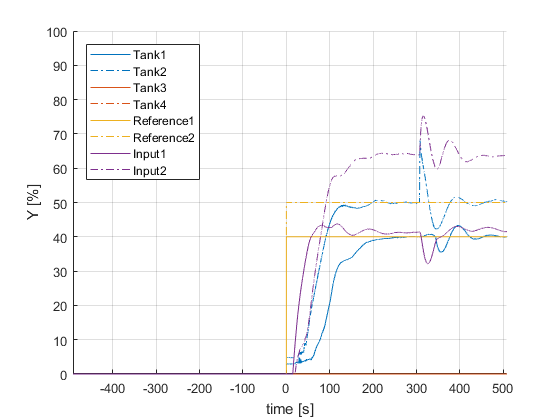 100
90
80
70
60
50
40
30
20
10
0
Y [%]
Tank1
Tank2
Tank3
Tank4
Reference1
Reference2
Input1
Input2
-400 -300 -200 -100 0 100 200 300 400 500
time [s]